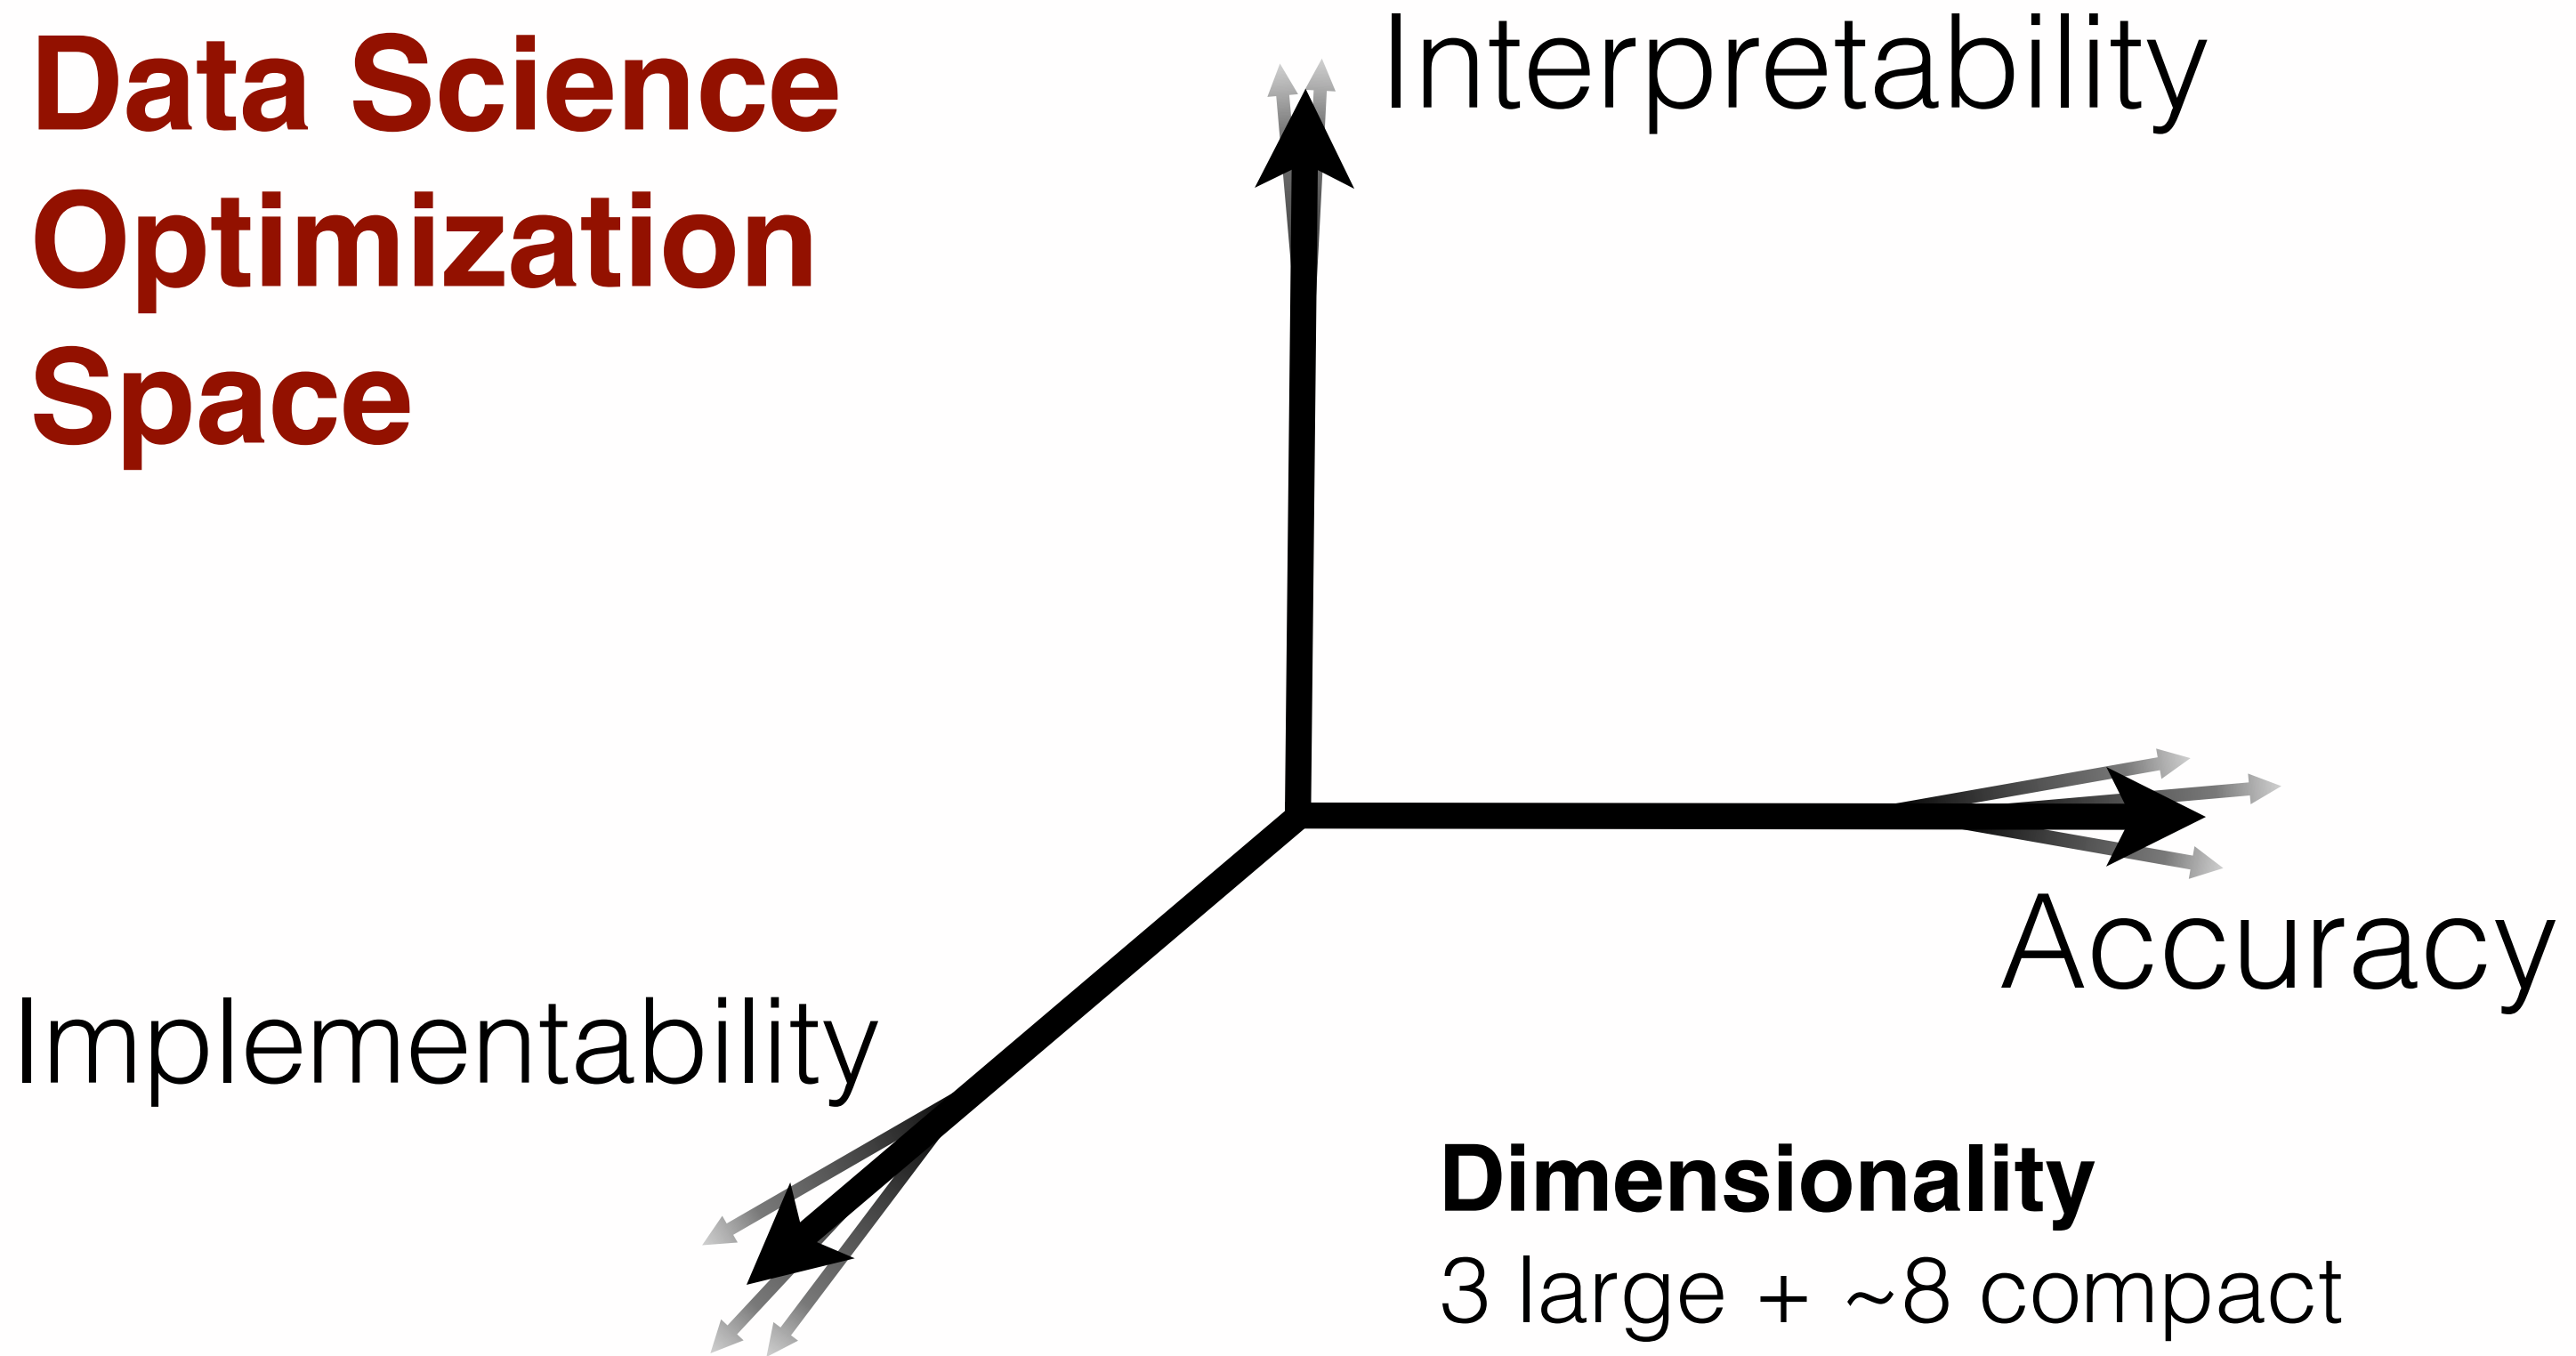 Data Science
Optimization
Space
Interpretability
Accuracy
Implementability
Dimensionality
3 large + ~8 compact